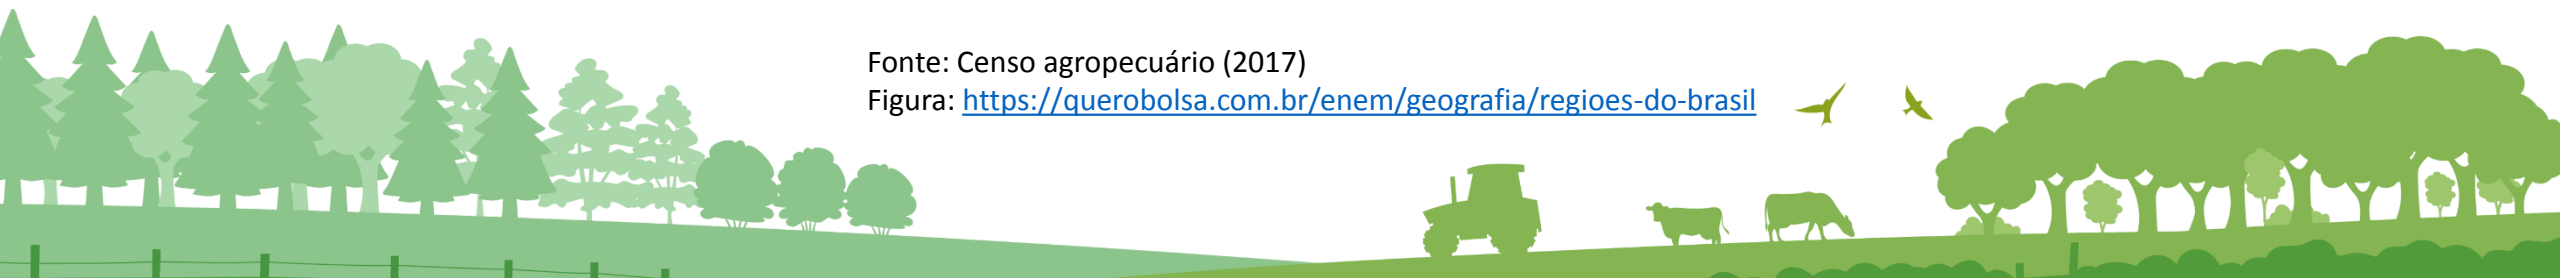 Fonte: Censo agropecuário (2017)
Figura: https://querobolsa.com.br/enem/geografia/regioes-do-brasil